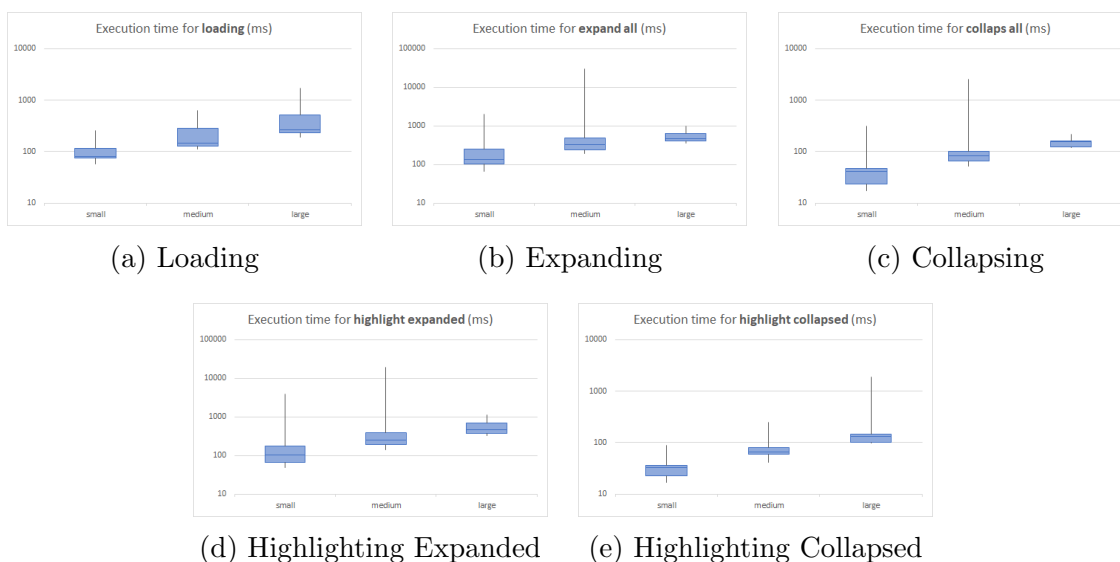 Execution time for loading (ms)
10000
1000
100
10
small medium large
(a) Loading
Execution time for expand all (ms)
100000
10000
1000
100
10
small medium large
(b) Expanding
Execution time for collaps all (ms)
10000
1000
100
10
small medium large
(c) Collapsing
Execution time for highlight expanded (ms)
100000
10000
1000
100
10
small medium large
(d) Highlighting Expanded
Execution time for highlight collapsed (ms)
10000
1000
100
10
small medium large
(e) Highlighting Collapsed